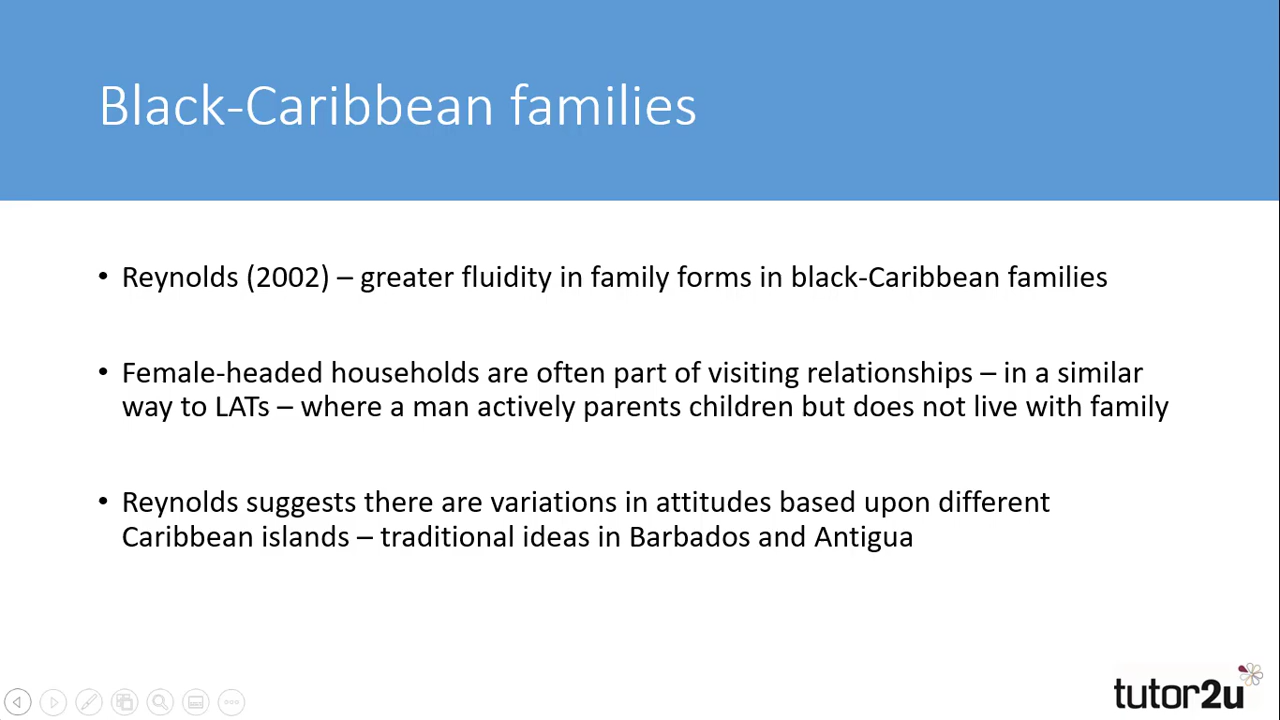 Black-Caribbean families
• Reynolds (2002) – greater fluidity in family forms in black-Caribbean families
• Female-headed households are often part of visiting relationships – in a similar
way to LATs – where a man actively parents children but does not live with family
• Reynolds suggests there are variations in attitudes based upon different
Caribbean islands – traditional ideas in Barbados and Antigua
tutor2u